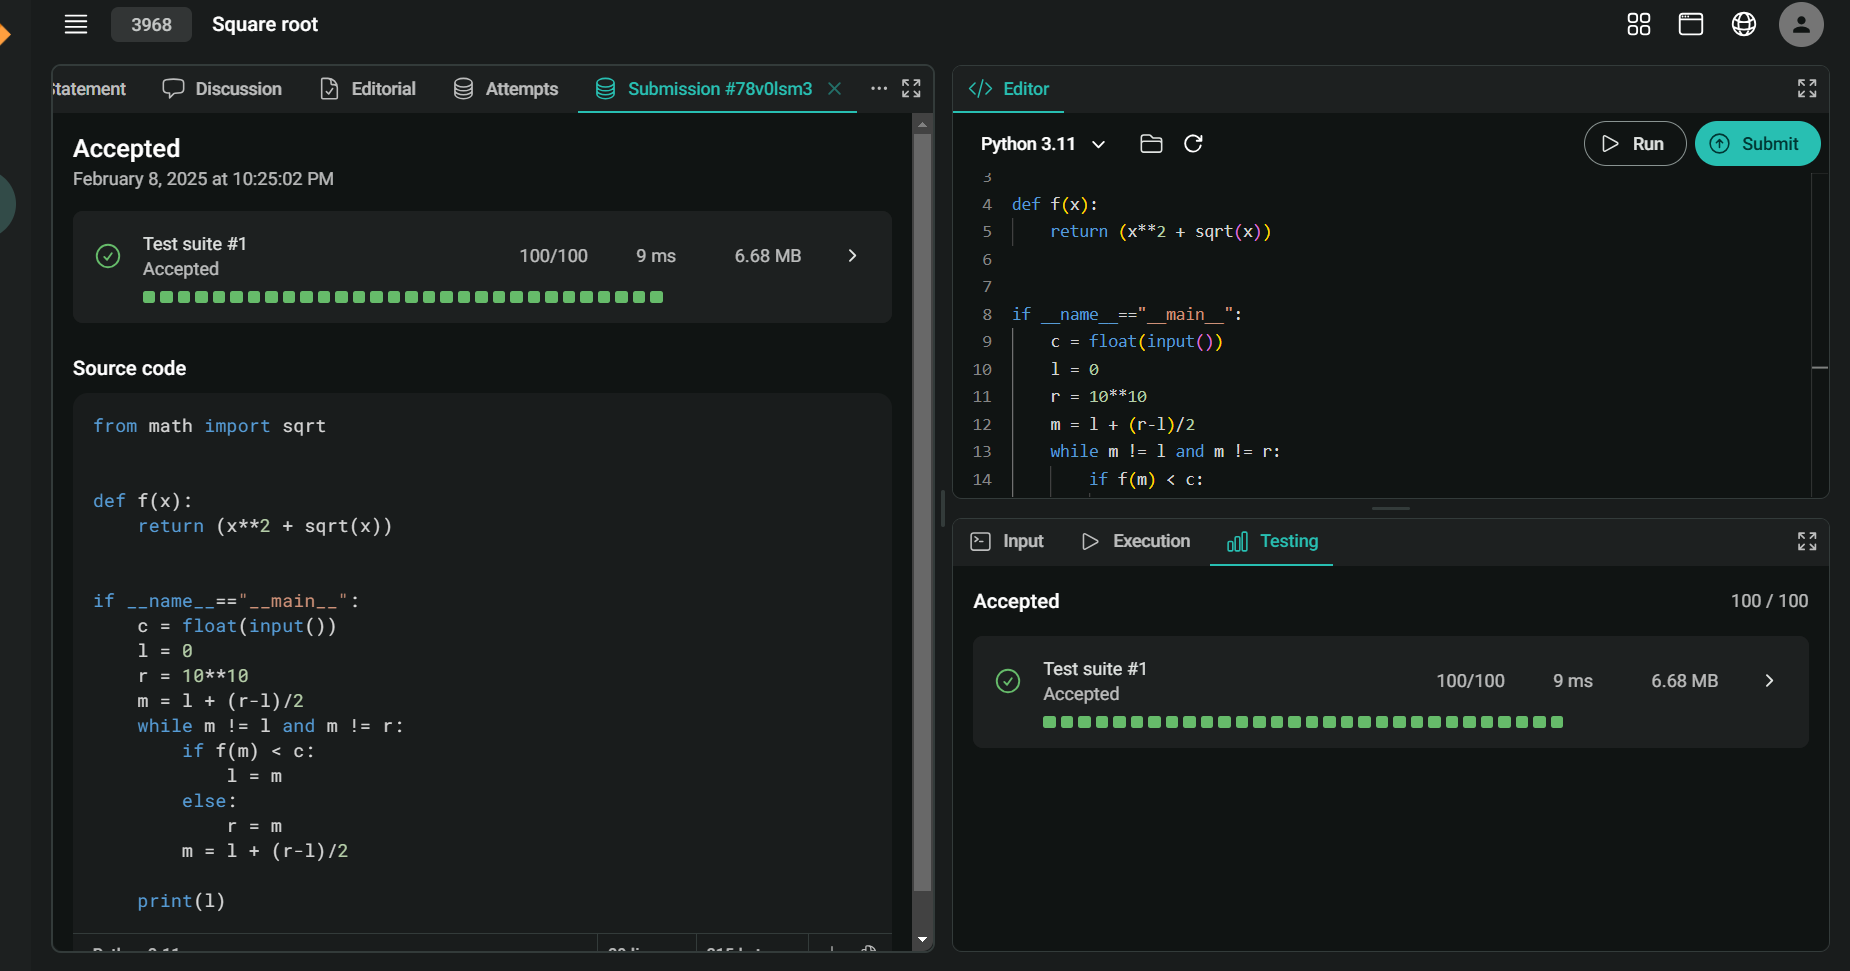 3968 Square root
Statement Discussion Editorial Attempts Submission #78v0lsm3
Accepted
February 8, 2025 at 10:25:02 PM
Test suite #1
Accepted
100/100 9 ms 6.68 MB
Source code
from math import sqrt
def f(x):
    return (x**2 + sqrt(x))
if __name__=="__main__":
    c = float(input())
    l = 0
    r = 10**10
    m = l + (r-l)/2
    while m != l and m != r:
        if f(m) < c:
            l = m
        else:
            r = m
        m = l + (r-l)/2
    print(l)
Editor
Python 3.11 Run Submit
3
4 def f(x):
5     return (x**2 + sqrt(x))
6
7
8 if __name__=="__main__":
9     c = float(input())
10     l = 0
11     r = 10**10
12     m = l + (r-l)/2
13     while m != l and m != r:
14         if f(m) < c:
Input Execution Testing
Accepted 100 / 100
Test suite #1
Accepted
100/100 9 ms 6.68 MB